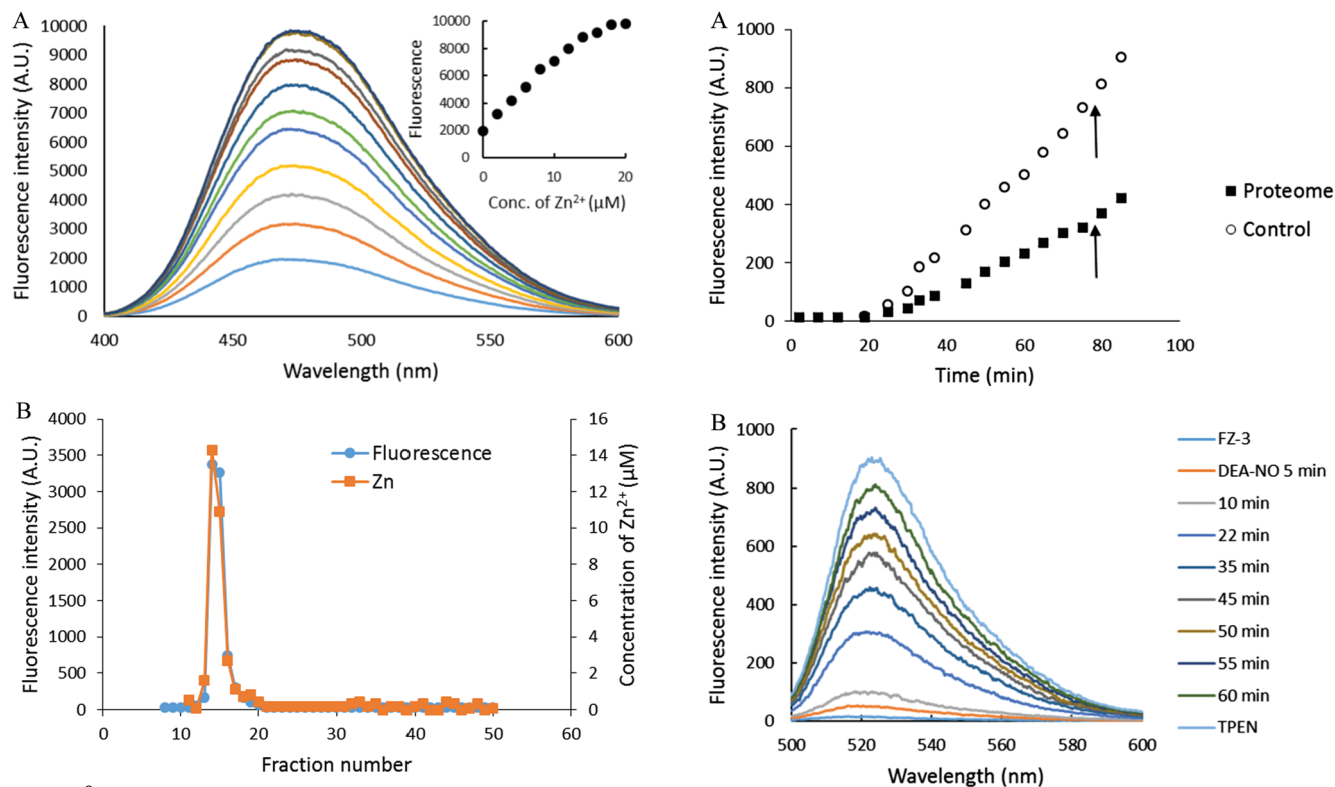 A
Fluorescence intensity (A.U.)
10000
9000
8000
7000
6000
5000
4000
3000
2000
1000
0
400 450 500 550 600
Wavelength (nm)
Fluorescence
10000
8000
6000
4000
2000
0
0 10 20
Conc. of Zn²⁺ (µM)
B
Fluorescence intensity (A.U.)
4000
3500
3000
2500
2000
1500
1000
500
0
0 10 20 30 40 50 60
Fraction number
Fluorescence
Zn
16
14
12
10
8
6
4
2
0
Concentration of Zn²⁺ (µM)
A
Fluorescence intensity (A.U.)
1000
800
600
400
200
0
0 20 40 60 80 100
Time (min)
Proteome
Control
B
Fluorescence intensity (A.U.)
1000
800
600
400
200
0
500 520 540 560 580 600
Wavelength (nm)
FZ-3
DEA-NO 5 min
10 min
22 min
35 min
45 min
50 min
55 min
60 min
TPEN